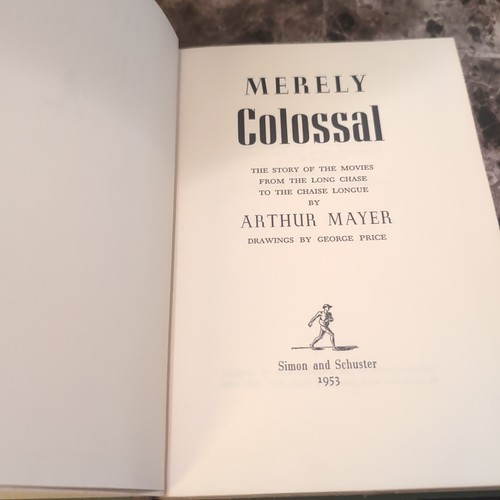 MERELY
Colossal
THE STORY OF THE MOVIES
FROM THE LONG CHASE
TO THE CHAISE LONGUE
BY
ARTHUR MAYER
DRAWINGS BY GEORGE PRICE
Simon and Schuster
1953